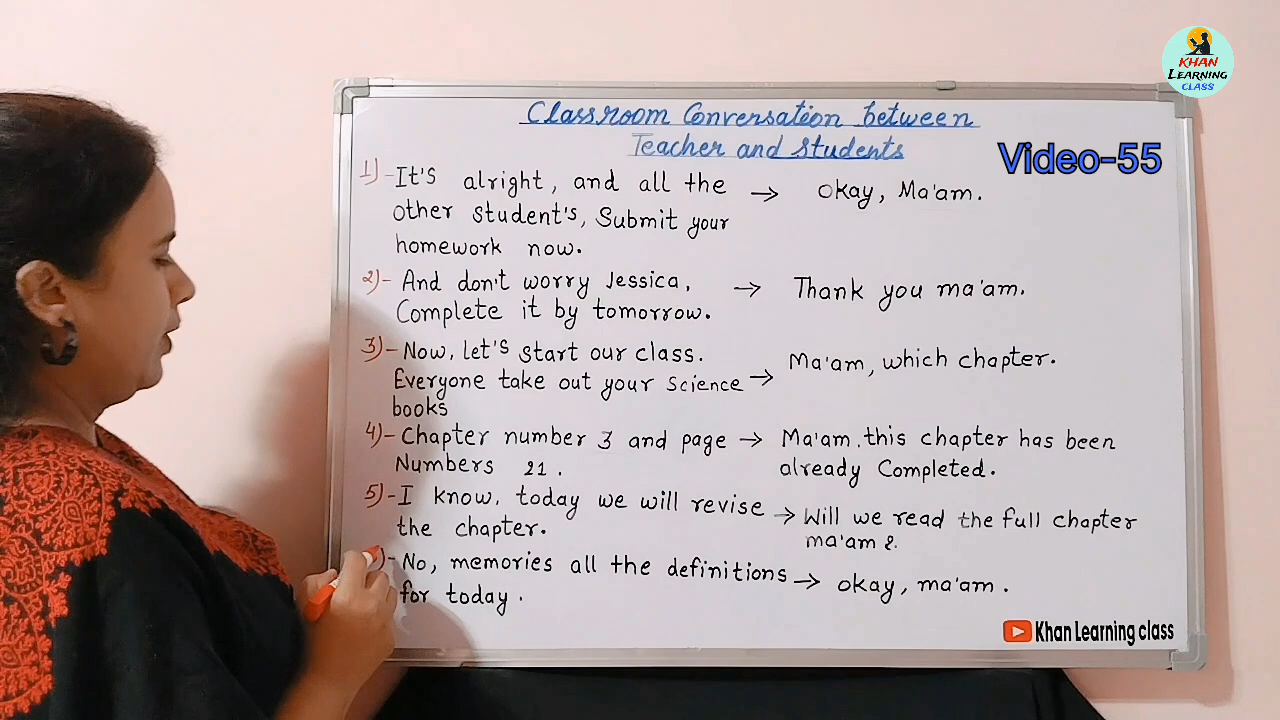 KHAN
LEARNING
CLASS
Classroom Conversation between
Teacher and students
Video-55
1)- It's alright, and all the → okay, Ma'am.
other student's, Submit your
homework now.
2)- And don't worry Jessica, → Thank you ma'am.
Complete it by tomorrow.
3)- Now, let's start our class.
Everyone take out your science → Ma'am, which chapter.
books
4)- Chapter number 3 and page → Ma'am. this chapter has been
Numbers 21. already Completed.
5)- I know, today we will revise → Will we read the full chapter
the chapter. ma'am ?.
)- No, memories all the definitions → okay, ma'am.
for today.
Khan Learning class